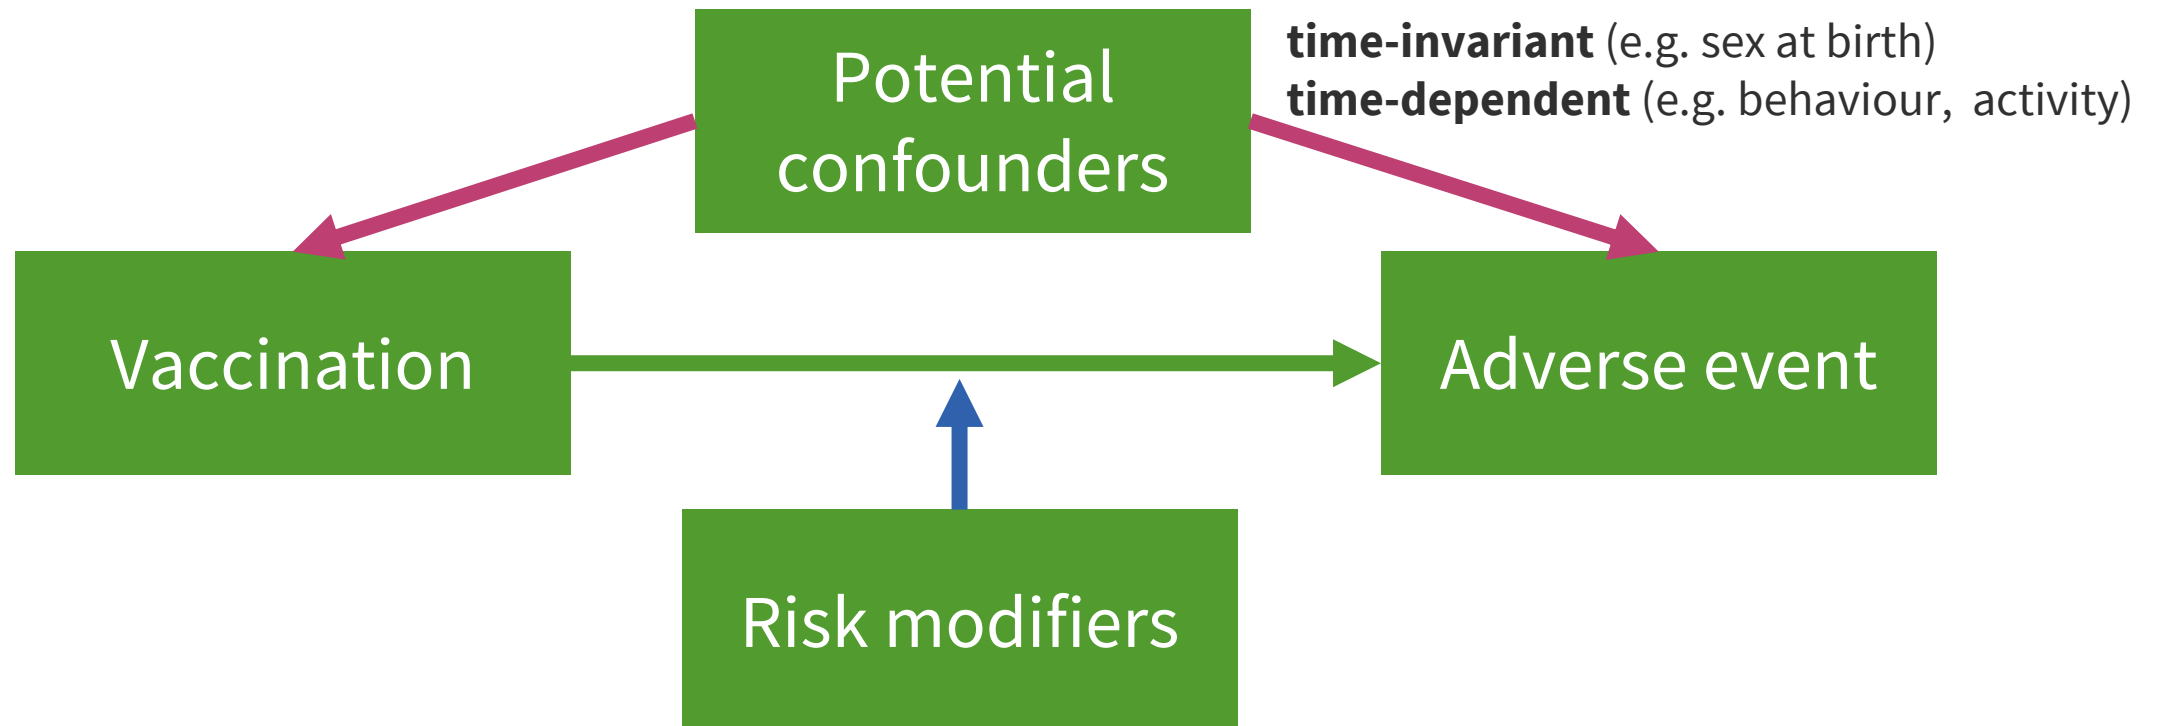 Potential
confounders
time-invariant (e.g. sex at birth)
time-dependent (e.g. behaviour, activity)
Vaccination
Adverse event
Risk modifiers